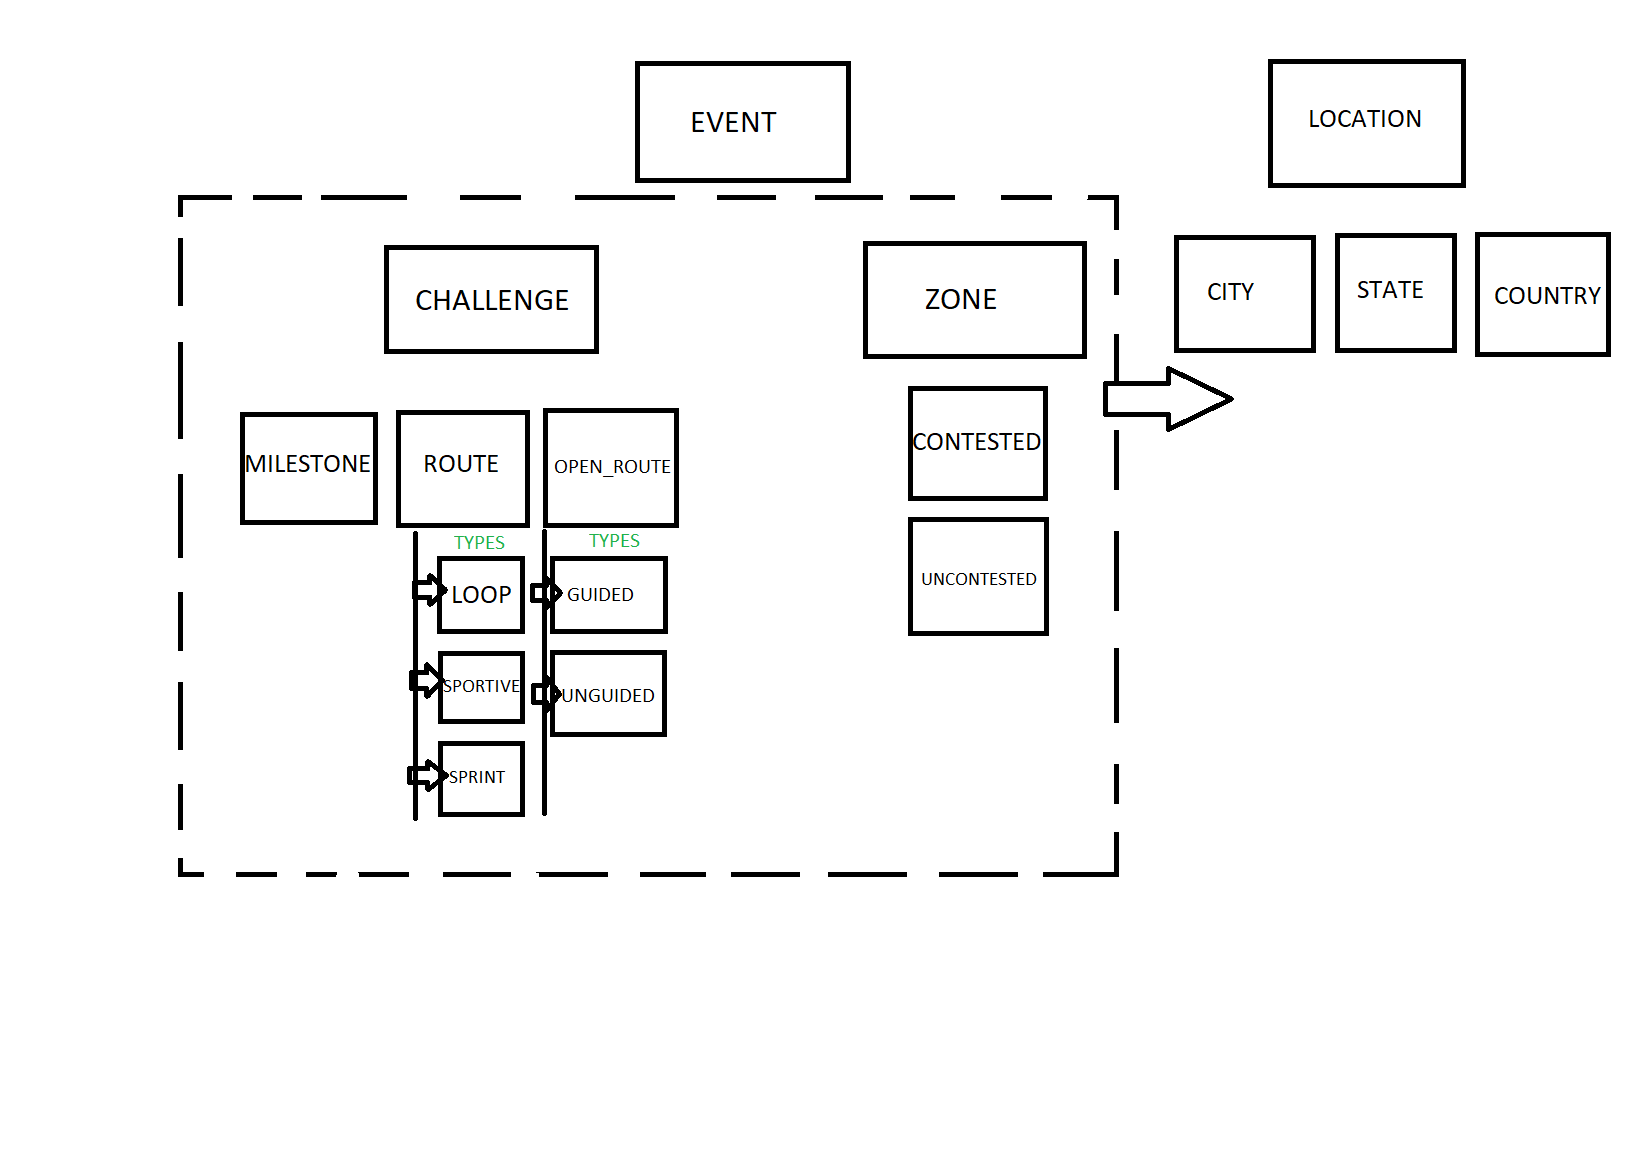 EVENT
LOCATION
CHALLENGE
ZONE
CITY
STATE
COUNTRY
MILESTONE
ROUTE
OPEN_ROUTE
CONTESTED
TYPES
TYPES
LOOP
GUIDED
UNCONTESTED
SPORTIVE
UNGUIDED
SPRINT